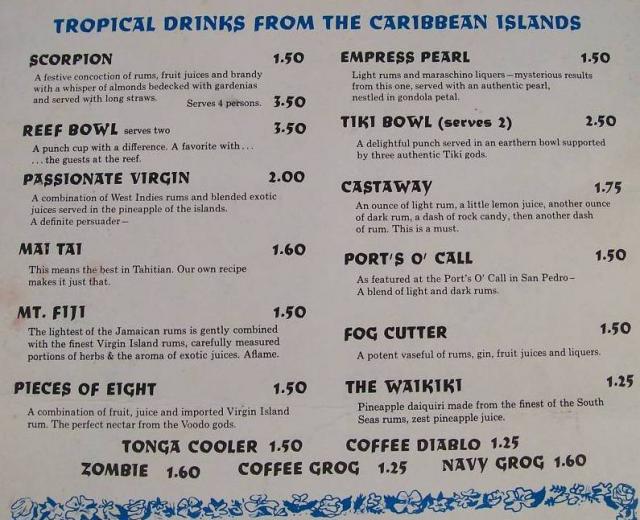 TROPICAL DRINKS FROM THE CARIBBEAN ISLANDS
SCORPION 1.50
A festive concoction of rums, fruit juices and brandy
with a whisper of almonds bedecked with gardenias
and served with long straws. Serves 4 persons. 3.50
REEF BOWL serves two 3.50
A punch cup with a difference. A favorite with . . .
. . . the guests at the reef.
PASSIONATE VIRGIN 2.00
A combination of West Indies rums and blended exotic
juices served in the pineapple of the islands.
A definite persuader—
MAI TAI 1.60
This means the best in Tahitian. Our own recipe
makes it just that.
MT. FIJI 1.50
The lightest of the Jamaican rums is gently combined
with the finest Virgin Island rums, carefully measured
portions of herbs & the aroma of exotic juices. Aflame.
PIECES OF EIGHT 1.50
A combination of fruit, juice and imported Virgin Island
rum. The perfect nectar from the Voodo gods.
EMPRESS PEARL 1.50
Light rums and maraschino liquers—mysterious results
from this one, served with an authentic pearl,
nestled in gondola petal.
TIKI BOWL (serves 2) 2.50
A delightful punch served in an earthern bowl supported
by three authentic Tiki gods.
CASTAWAY 1.75
An ounce of light rum, a little lemon juice, another ounce
of dark rum, a dash of rock candy, then another dash
of rum. This is a must.
PORT'S O' CALL 1.50
As featured at the Port's O' Call in San Pedro—
A blend of light and dark rums.
FOG CUTTER 1.50
A potent vaseful of rums, gin, fruit juices and liquers.
THE WAIKIKI 1.25
Pineapple daiquiri made from the finest of the South
Seas rums, zest pineapple juice.
TONGA COOLER 1.50 COFFEE DIABLO 1.25
ZOMBIE 1.60 COFFEE GROG 1.25 NAVY GROG 1.60